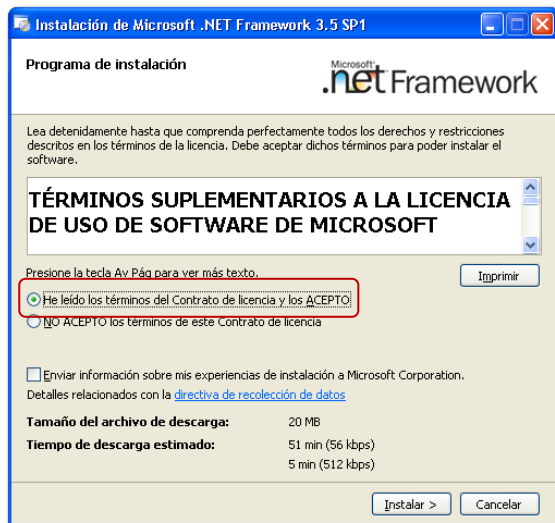 Instalación de Microsoft .NET Framework 3.5 SP1
Programa de instalación
Microsoft
.net Framework
Lea detenidamente hasta que comprenda perfectamente todos los derechos y restricciones
descritos en los términos de la licencia. Debe aceptar dichos términos para poder instalar el
software.
TÉRMINOS SUPLEMENTARIOS A LA LICENCIA
DE USO DE SOFTWARE DE MICROSOFT
Presione la tecla Av Pág para ver más texto.
Imprimir
He leído los términos del Contrato de licencia y los ACEPTO
NO ACEPTO los términos de este Contrato de licencia
Enviar información sobre mis experiencias de instalación a Microsoft Corporation.
Detalles relacionados con la directiva de recolección de datos
Tamaño del archivo de descarga: 20 MB
Tiempo de descarga estimado: 51 min (56 kbps)
5 min (512 kbps)
Instalar >
Cancelar